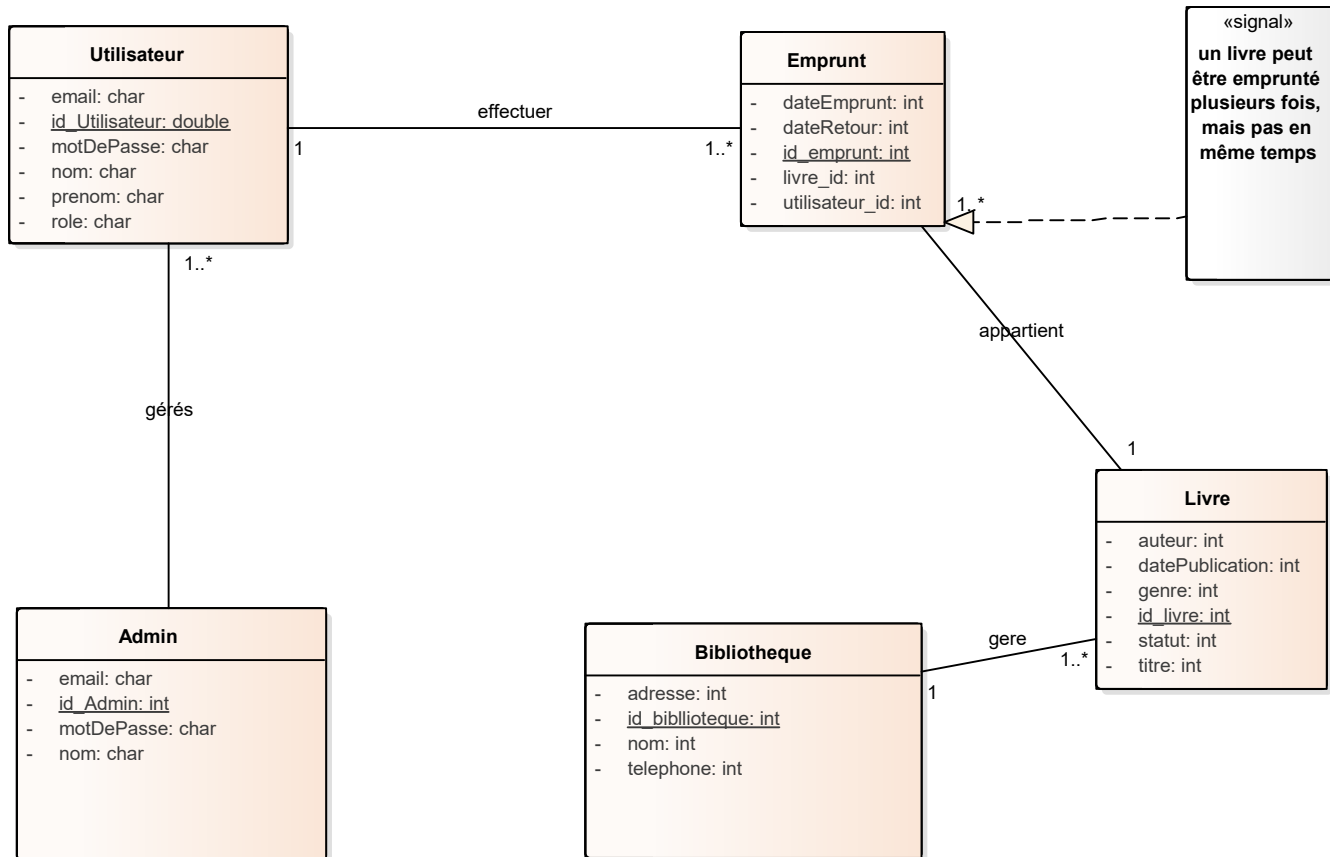 Utilisateur
- email: char
- id_Utilisateur: double
- motDePasse: char
- nom: char
- prenom: char
- role: char
effectuer
1
1..*
Emprunt
- dateEmprunt: int
- dateRetour: int
- id_emprunt: int
- livre_id: int
- utilisateur_id: int
«signal»
un livre peut
être emprunté
plusieurs fois,
mais pas en
même temps
1..*
1..*
gérés
appartient
1
Admin
- email: char
- id_Admin: int
- motDePasse: char
- nom: char
Bibliotheque
- adresse: int
- id_bibllioteque: int
- nom: int
- telephone: int
gere
1
1..*
Livre
- auteur: int
- datePublication: int
- genre: int
- id_livre: int
- statut: int
- titre: int